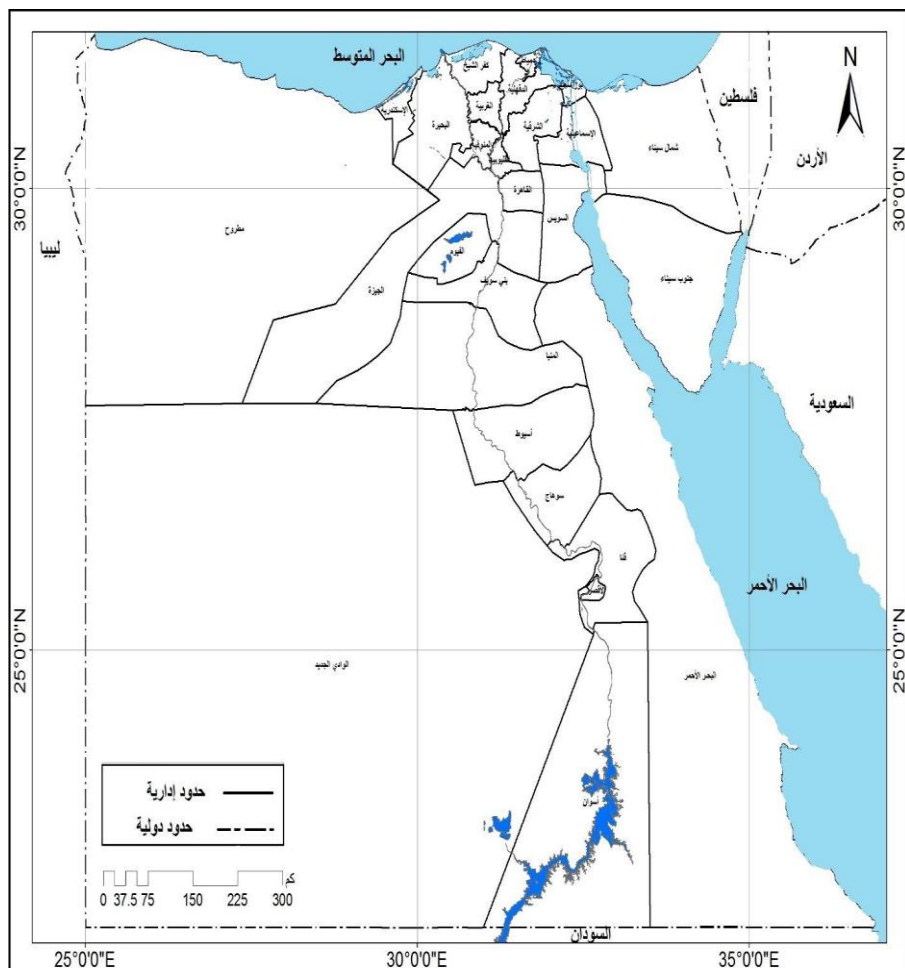 البحر المتوسط
N
كفر الشيخ
دمياط
الدقهلية
الإسكندرية
البحيرة
الغربية
الشرقية
المنوفية
الاسماعيلية
شمال سيناء
فلسطين
الأردن
30°0'0"N
30°0'0"N
القاهرة
السويس
مطروح
ليبيا
الفيوم
بني سويف
الجيزة
جنوب سيناء
المنيا
السعودية
أسيوط
سوهاج
قنا
البحر الأحمر
25°0'0"N
25°0'0"N
الوادي الجديد
البحر الأحمر
أسوان
حدود إدارية
حدود دولية
كم
0 37.5 75 150 225 300
السودان
25°0'0"E
30°0'0"E
35°0'0"E